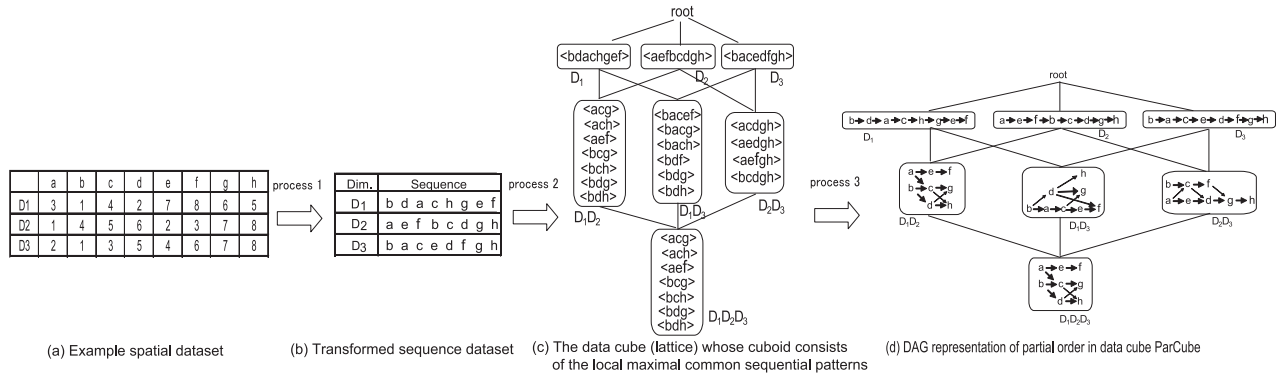 a b c d e f g h
D1 3 1 4 2 7 8 6 5
D2 1 4 5 6 2 3 7 8
D3 2 1 3 5 4 6 7 8
(a) Example spatial dataset
process 1
Dim. Sequence
D1 b d a c h g e f
D2 a e f b c d g h
D3 b a c e d f g h
(b) Transformed sequence dataset
process 2
root
<bdachgef> <aefbcdgh> <bacedfgh>
D1 D2 D3
<acg>
<ach>
<aef>
<bcg>
<bch>
<bdg>
<bdh>
D1D2
<bacef>
<bacg>
<bach>
<bdf>
<bdg>
<bdh>
D1D3
<acdgh>
<aedgh>
<aefgh>
<bcdgh>
D2D3
<acg>
<ach>
<aef>
<bcg>
<bch>
<bdg>
<bdh>
D1D2D3
(c) The data cube (lattice) whose cuboid consists
of the local maximal common sequential patterns
process 3
root
b→d→a→c→h→g→e→f
D1
a→e→f→b→c→d→g→h
D2
b→a→c→e→d→f→g→h
D3
a→e→f
b→c→g
d→h
D1D2
h
d→g
b→a→c→e→f
D1D3
b→c→f
a→e→d→g→h
D2D3
a→e→f
b→c→g
d→h
D1D2D3
(d) DAG representation of partial order in data cube ParCube